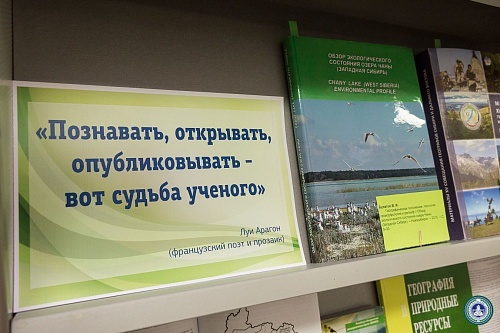 «Познавать, открывать,
опубликовывать –
вот судьба ученого»
Луи Арагон
(французский поэт и прозаик)
ОБЗОР ЭКОЛОГИЧЕСКОГО
СОСТОЯНИЯ ОЗЕРА ЧАНЫ
(ЗАПАДНАЯ СИБИРЬ)
CHANY LAKE (WEST SIBERIA)
ENVIRONMENTAL PROFILE
ГЕОГРАФИЯ
ПРИРОДНЫЕ
РЕСУРСЫ